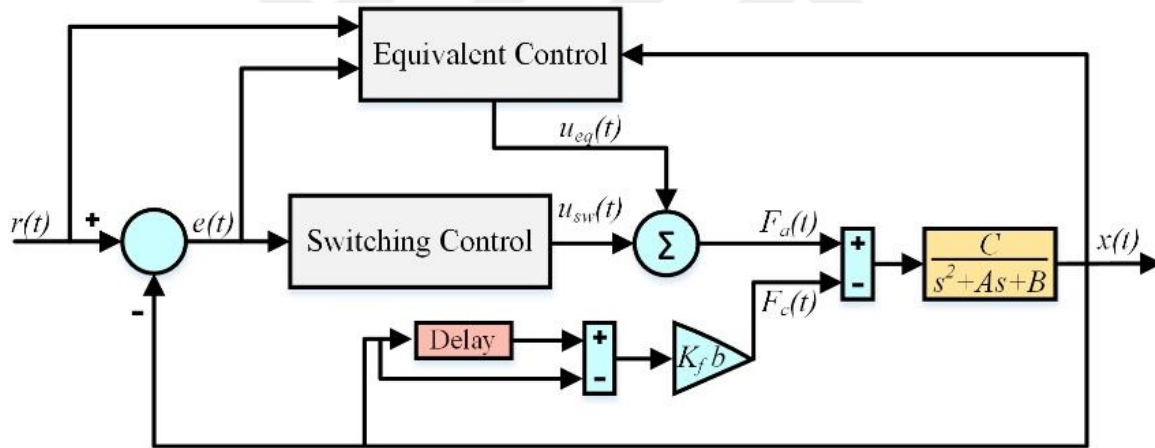 Equivalent Control
u_eq(t)
r(t)
+
e(t)
Switching Control
u_sw(t)
Σ
F_a(t)
+
-
C
s²+As+B
x(t)
-
F_c(t)
Delay
+
-
K_f b